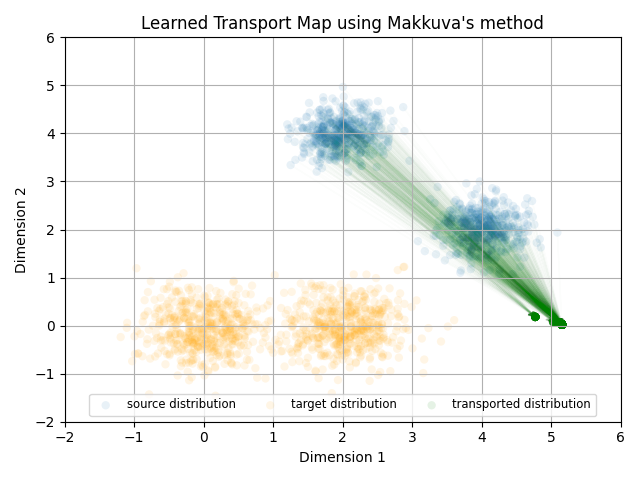 Learned Transport Map using Makkuva's method
6
5
4
3
2
1
0
−1
−2
Dimension 2
source distribution target distribution transported distribution
−2 −1 0 1 2 3 4 5 6
Dimension 1